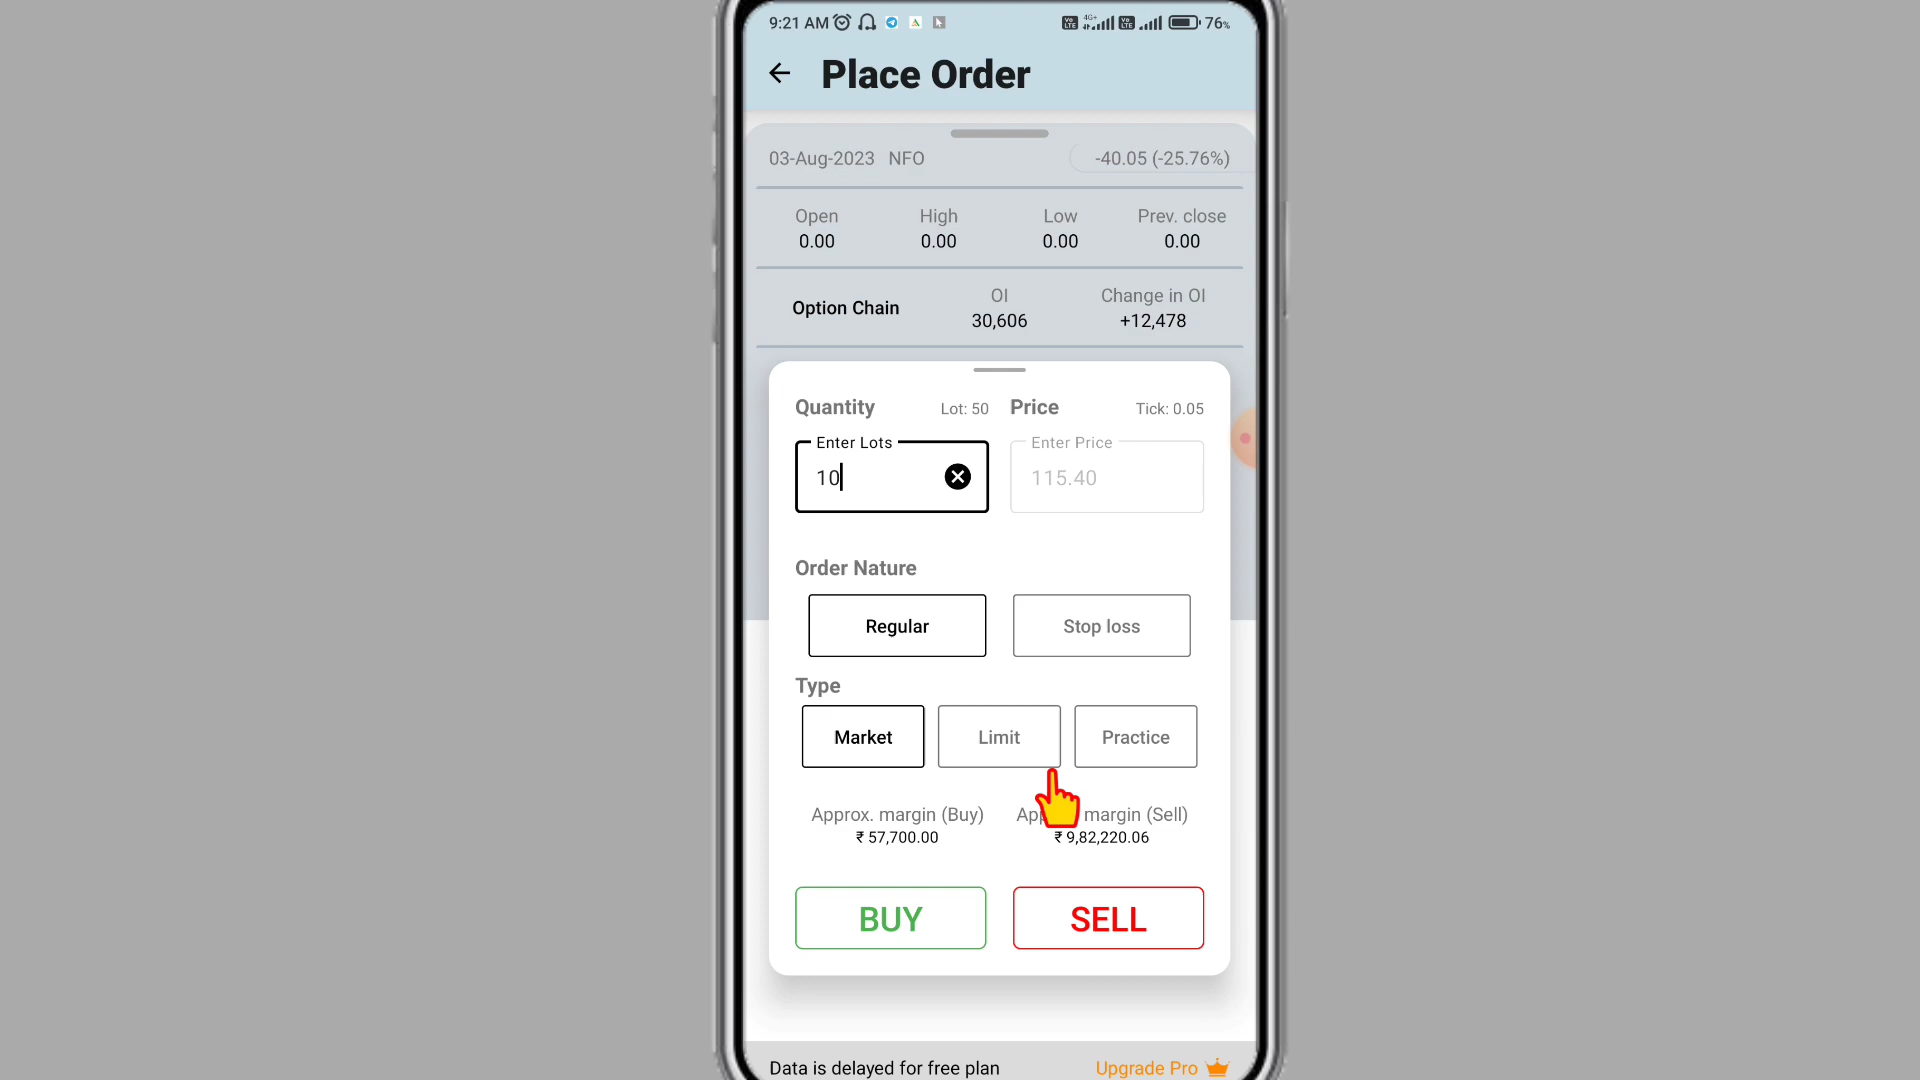 9:21 AM 4G+ 76%
Place Order
03-Aug-2023 NFO -40.05 (-25.76%)
Open High Low Prev. close
0.00 0.00 0.00 0.00
Option Chain OI Change in OI
30,606 +12,478
Quantity Lot: 50 Price Tick: 0.05
Enter Lots Enter Price
10 115.40
Order Nature
Regular Stop loss
Type
Market Limit Practice
Approx. margin (Buy) margin (Sell)
₹ 57,700.00 ₹ 9,82,220.06
BUY SELL
Data is delayed for free plan Upgrade Pro